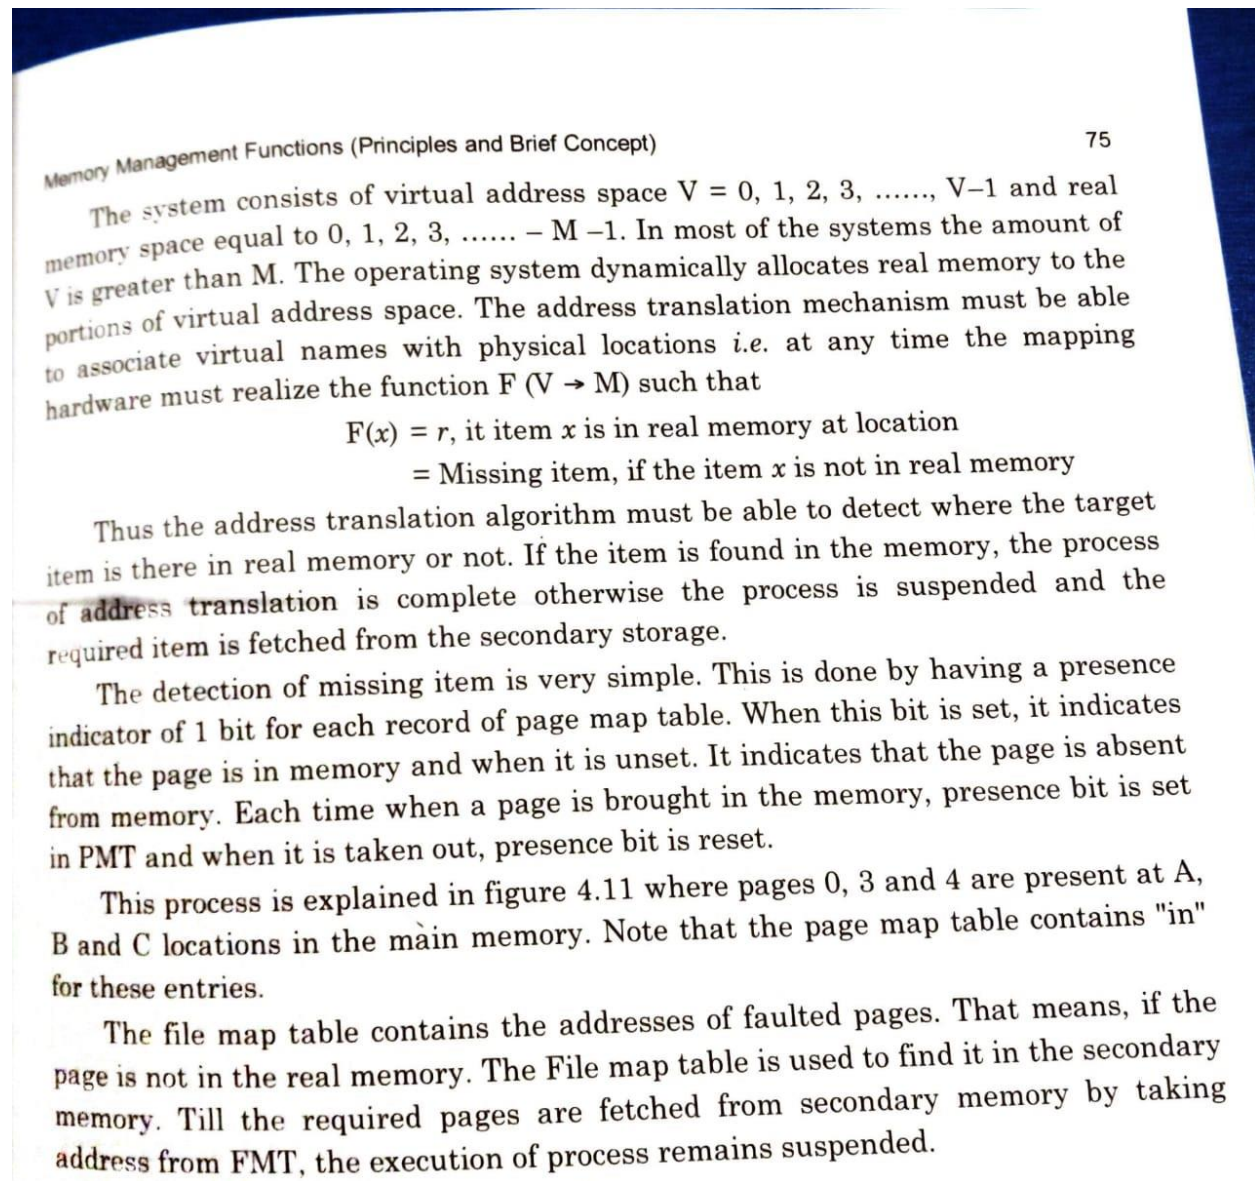 Memory Management Functions (Principles and Brief Concept) 75
The system consists of virtual address space V = 0, 1, 2, 3, ......, V–1 and real
memory space equal to 0, 1, 2, 3, ...... – M –1. In most of the systems the amount of
V is greater than M. The operating system dynamically allocates real memory to the
portions of virtual address space. The address translation mechanism must be able
to associate virtual names with physical locations i.e. at any time the mapping
hardware must realize the function F (V → M) such that
F(x) = r, it item x is in real memory at location
= Missing item, if the item x is not in real memory
Thus the address translation algorithm must be able to detect where the target
item is there in real memory or not. If the item is found in the memory, the process
of address translation is complete otherwise the process is suspended and the
required item is fetched from the secondary storage.
The detection of missing item is very simple. This is done by having a presence
indicator of 1 bit for each record of page map table. When this bit is set, it indicates
that the page is in memory and when it is unset. It indicates that the page is absent
from memory. Each time when a page is brought in the memory, presence bit is set
in PMT and when it is taken out, presence bit is reset.
This process is explained in figure 4.11 where pages 0, 3 and 4 are present at A,
B and C locations in the main memory. Note that the page map table contains "in"
for these entries.
The file map table contains the addresses of faulted pages. That means, if the
page is not in the real memory. The File map table is used to find it in the secondary
memory. Till the required pages are fetched from secondary memory by taking
address from FMT, the execution of process remains suspended.